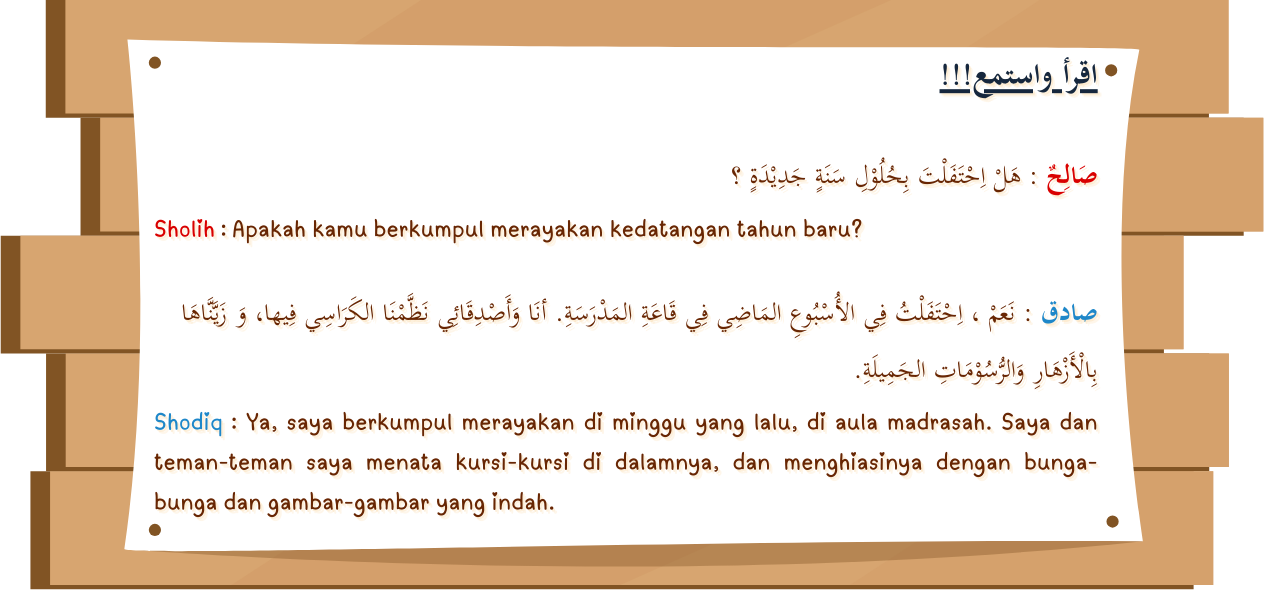 اقرأ واستمع!!!
صَالِحٌ : هَلْ اِحْتَفَلْتَ بِحُلُوْلِ سَنَةٍ جَدِيْدَةٍ ؟
Sholih : Apakah kamu berkumpul merayakan kedatangan tahun baru?
صادق : نَعَمْ ، اِحْتَفَلْتُ فِي الأُسْبُوعِ المَاضِي فِي قَاعَةِ المَدْرَسَةِ. أنَا وَأَصْدِقَائِي نَظَّمْنَا الكَرَاسِي فِيها، وَ زَيَّنَّاهَا
بِالْأَزْهَارِ وَالرُّسُوْمَاتِ الجَمِيلَةِ.
Shodiq : Ya, saya berkumpul merayakan di minggu yang lalu, di aula madrasah. Saya dan
teman-teman saya menata kursi-kursi di dalamnya, dan menghiasinya dengan bunga-
bunga dan gambar-gambar yang indah.